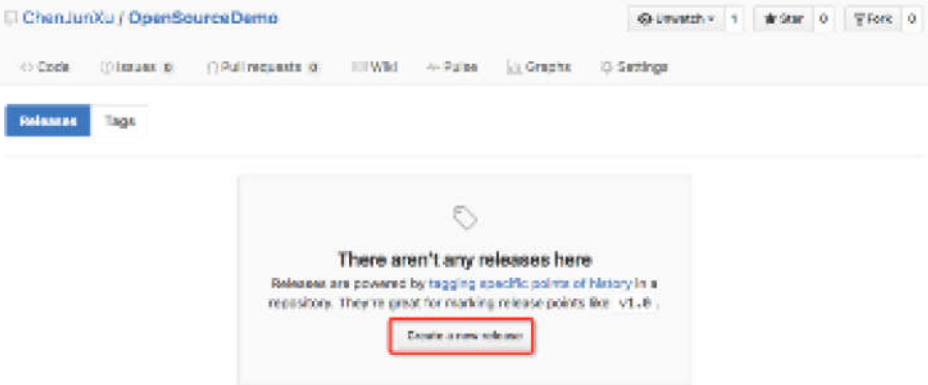 ChenJunXu / OpenSourceDemo
Unwatch 1 Star 0 Fork 0
Code Issues 0 Pull requests 0 Wiki Pulse Graphs Settings
Releases Tags
There aren't any releases here
Releases are powered by tagging specific points of history in a
repository. They're great for marking release points like v1.0 .
Create a new release